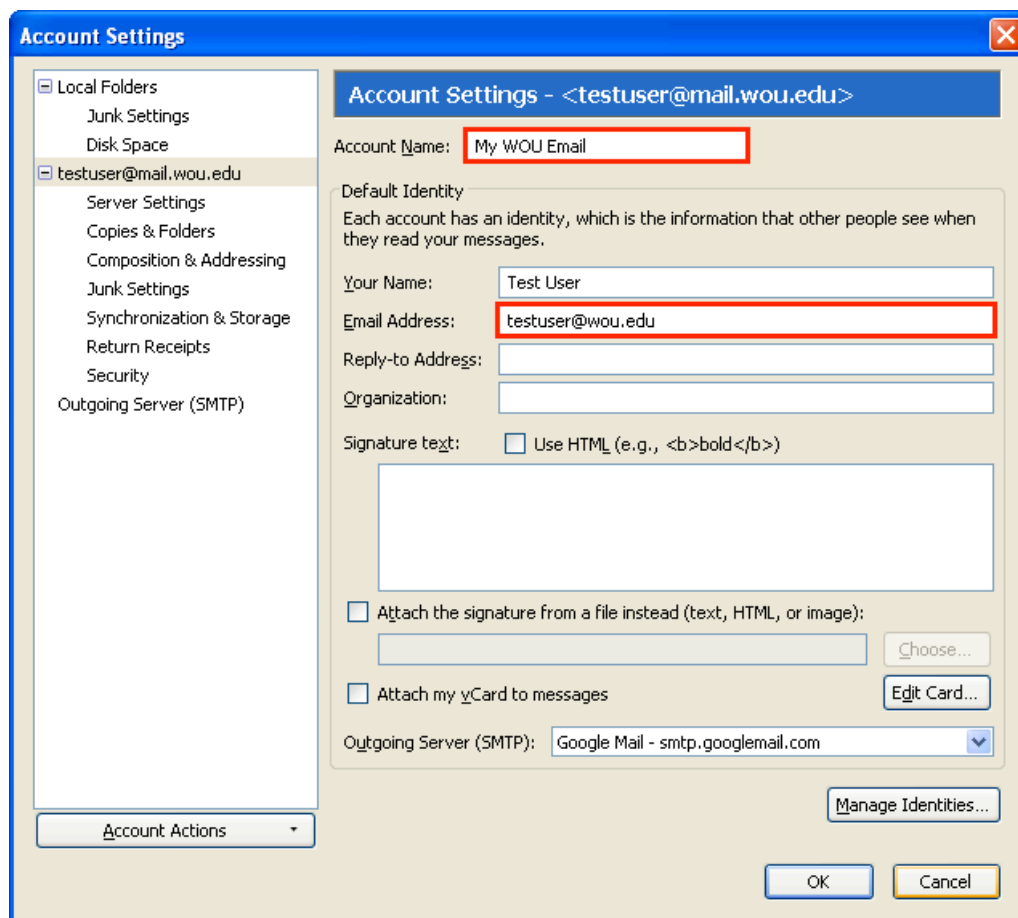 Account Settings
Local Folders
Junk Settings
Disk Space
testuser@mail.wou.edu
Server Settings
Copies & Folders
Composition & Addressing
Junk Settings
Synchronization & Storage
Return Receipts
Security
Outgoing Server (SMTP)
Account Actions
Account Settings - <testuser@mail.wou.edu>
Account Name: My WOU Email
Default Identity
Each account has an identity, which is the information that other people see when
they read your messages.
Your Name: Test User
Email Address: testuser@wou.edu
Reply-to Address:
Organization:
Signature text: Use HTML (e.g., <b>bold</b>)
Attach the signature from a file instead (text, HTML, or image):
Choose...
Attach my vCard to messages
Edit Card...
Outgoing Server (SMTP): Google Mail - smtp.googlemail.com
Manage Identities...
OK Cancel